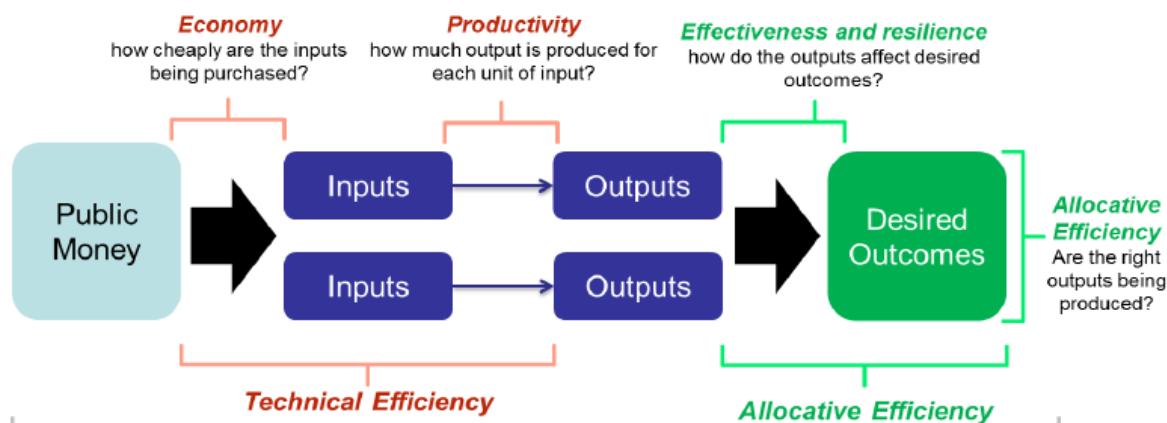 Economy
how cheaply are the inputs
being purchased?
Productivity
how much output is produced for
each unit of input?
Effectiveness and resilience
how do the outputs affect desired
outcomes?
Public
Money
Inputs
Outputs
Inputs
Outputs
Desired
Outcomes
Allocative
Efficiency
Are the right
outputs being
produced?
Technical Efficiency
Allocative Efficiency